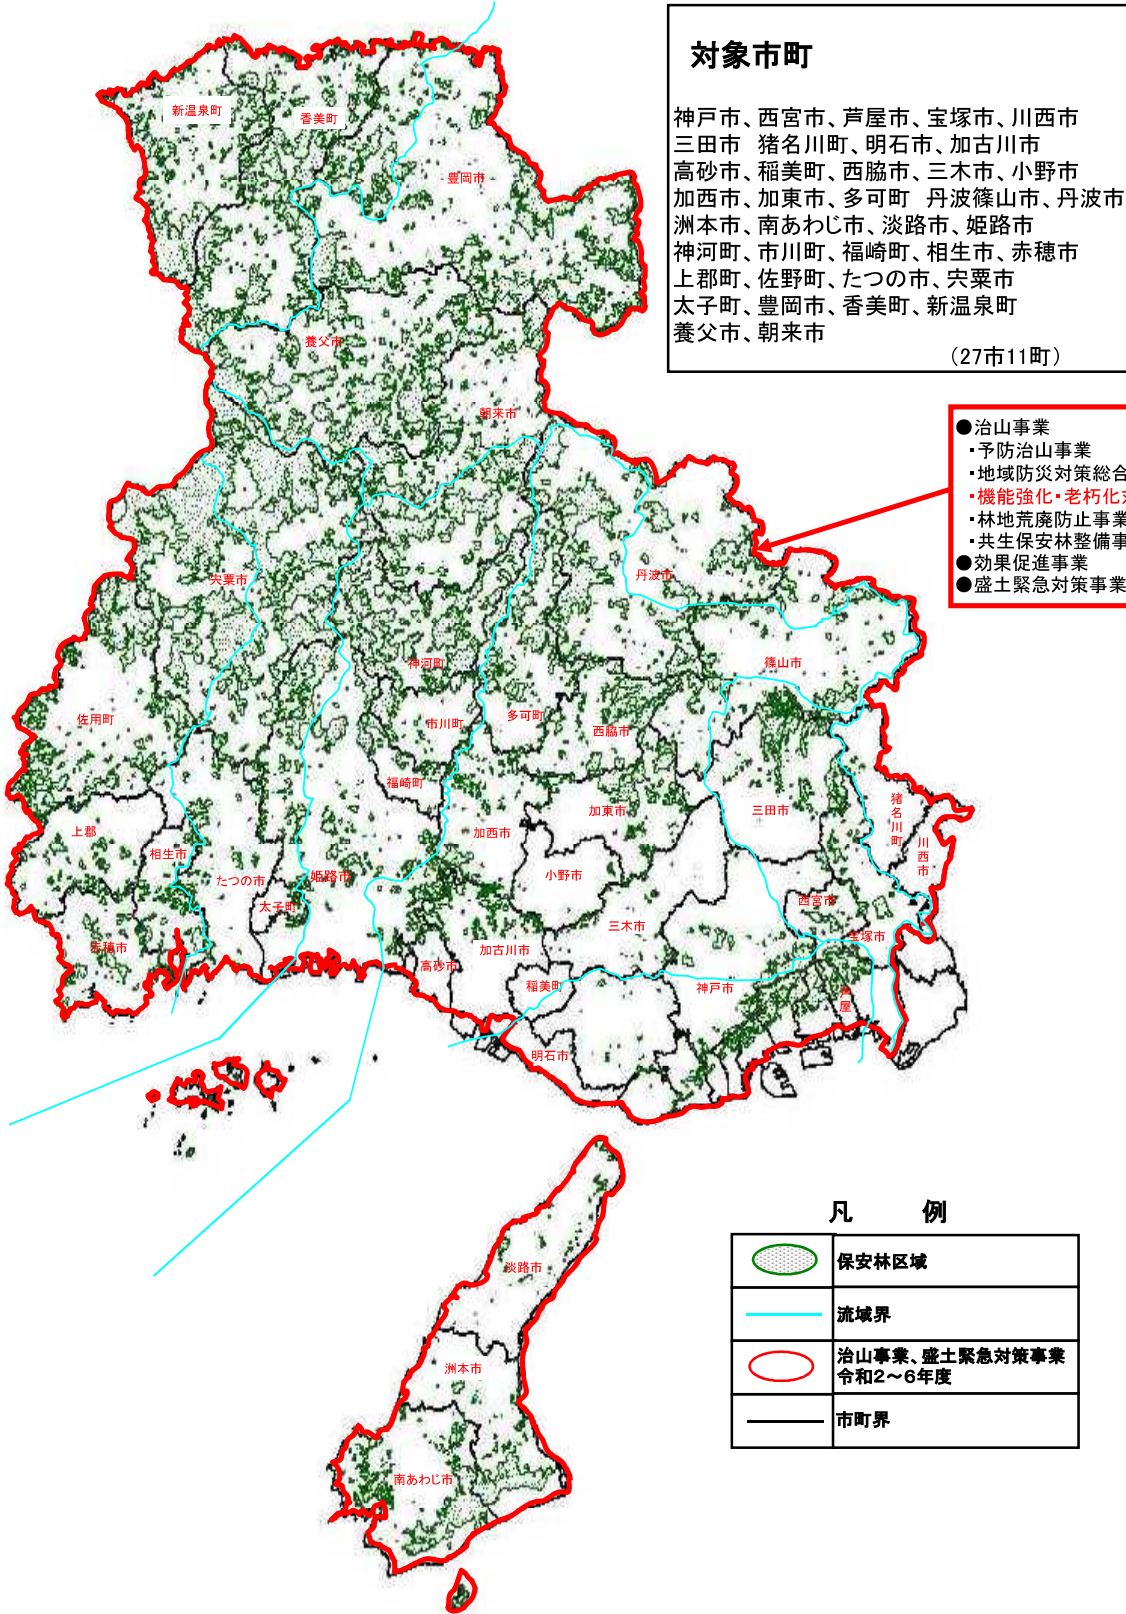 対象市町
神戸市、西宮市、芦屋市、宝塚市、川西市
三田市 猪名川町、明石市、加古川市
高砂市、稲美町、西脇市、三木市、小野市
加西市、加東市、多可町 丹波篠山市、丹波市
洲本市、南あわじ市、淡路市、姫路市
神河町、市川町、福崎町、相生市、赤穂市
上郡町、佐野町、たつの市、宍粟市
太子町、豊岡市、香美町、新温泉町
養父市、朝来市
(27市11町)
●治山事業
・予防治山事業
・地域防災対策総合
・機能強化・老朽化
・林地荒廃防止事業
・共生保安林整備事
●効果促進事業
●盛土緊急対策事業
新温泉町
香美町
豊岡市
養父市
朝来市
宍粟市
丹波市
神河町
篠山市
佐用町
市川町
多可町
西脇市
福崎町
加東市
三田市
猪名川町
上郡
相生市
加西市
川西市
たつの市
姫路市
小野市
太子町
西宮市
三木市
宝塚市
赤穂市
加古川市
高砂市
稲美町
神戸市
芦屋
明石市
淡路市
洲本市
南あわじ市
凡 例
保安林区域
流域界
治山事業、盛土緊急対策事業
令和2～6年度
市町界